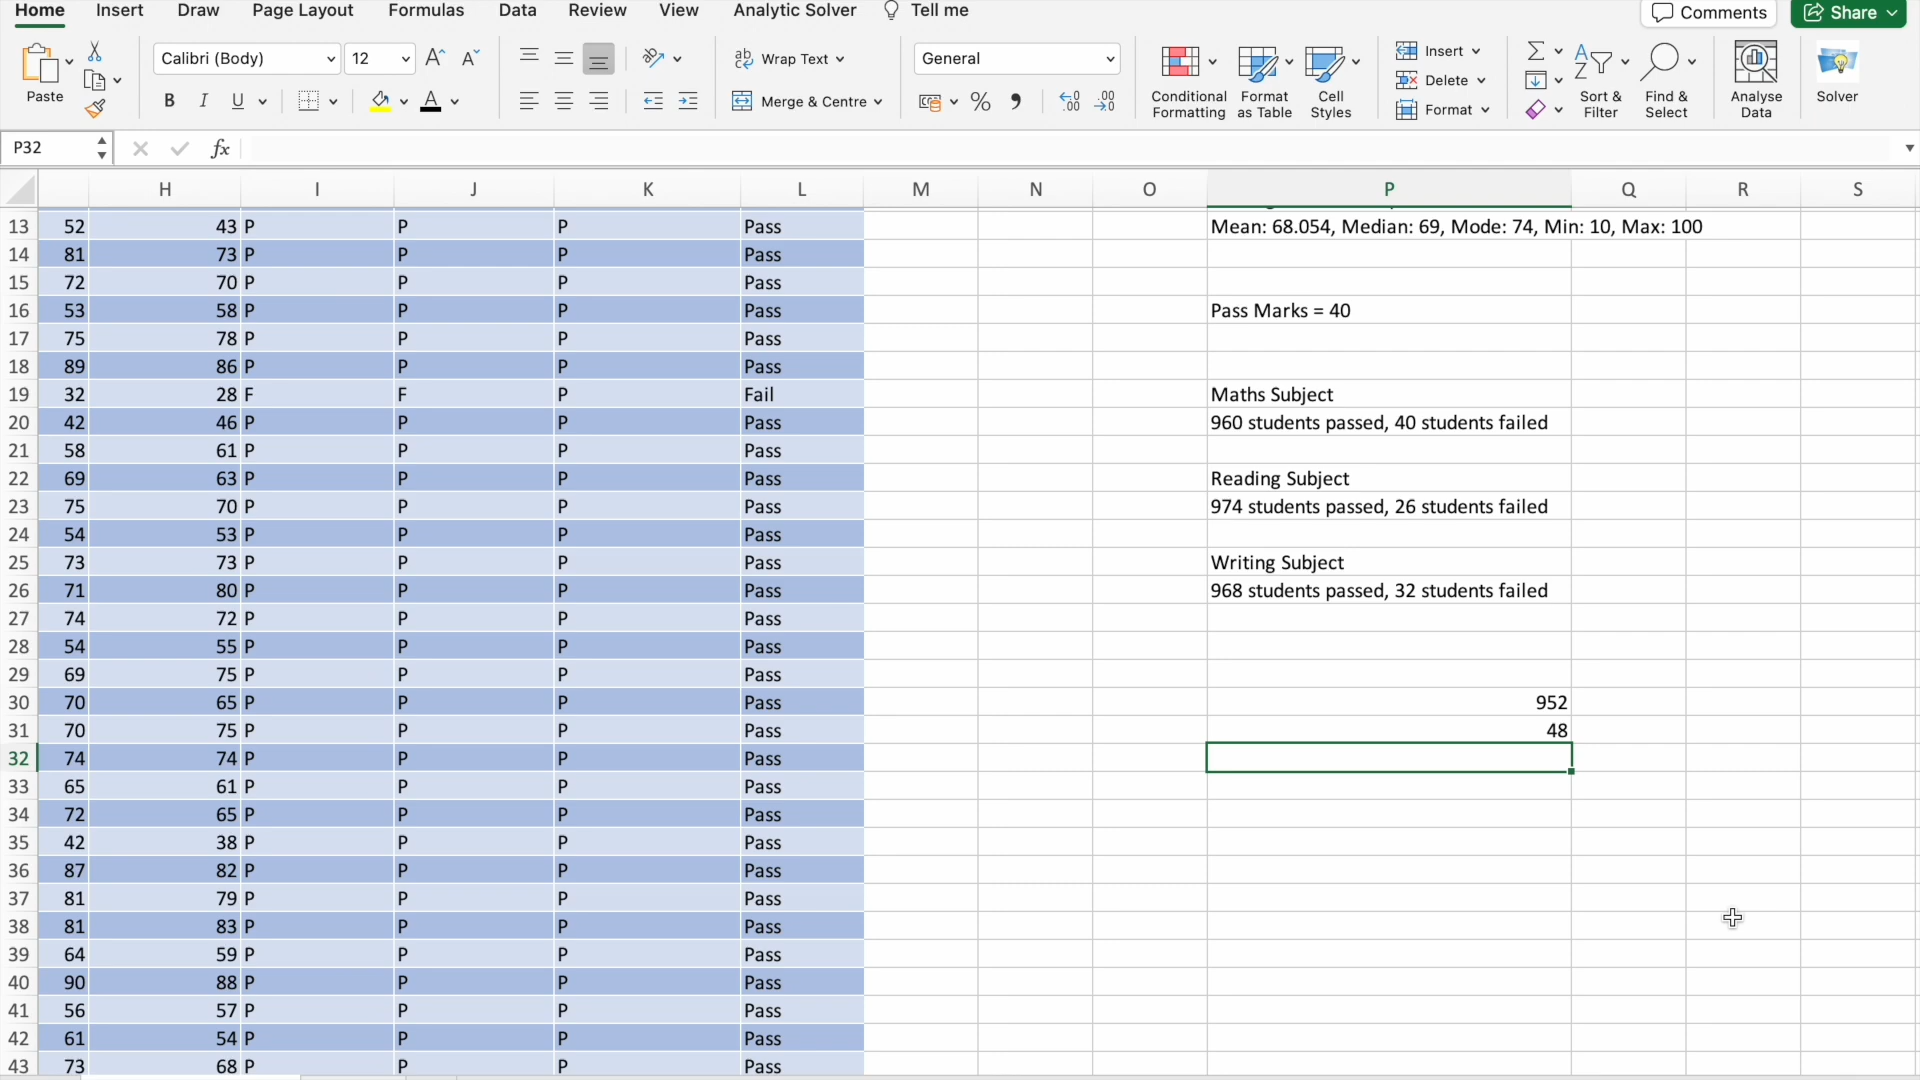 Home Insert Draw Page Layout Formulas Data Review View Analytic Solver Tell me Comments Share
Calibri (Body) 12 Wrap Text General Insert
Paste B I U Merge & Centre % Conditional Formatting Format as Table Cell Styles Delete Format Sort & Filter Find & Select Analyse Data Solver
P32 fx
H I J K L M N O P Q R S
13 52 43 P P P Pass Mean: 68.054, Median: 69, Mode: 74, Min: 10, Max: 100
14 81 73 P P P Pass
15 72 70 P P P Pass
16 53 58 P P P Pass Pass Marks = 40
17 75 78 P P P Pass
18 89 86 P P P Pass
19 32 28 F F P Fail Maths Subject
20 42 46 P P P Pass 960 students passed, 40 students failed
21 58 61 P P P Pass
22 69 63 P P P Pass Reading Subject
23 75 70 P P P Pass 974 students passed, 26 students failed
24 54 53 P P P Pass
25 73 73 P P P Pass Writing Subject
26 71 80 P P P Pass 968 students passed, 32 students failed
27 74 72 P P P Pass
28 54 55 P P P Pass
29 69 75 P P P Pass
30 70 65 P P P Pass 952
31 70 75 P P P Pass 48
32 74 74 P P P Pass
33 65 61 P P P Pass
34 72 65 P P P Pass
35 42 38 P P P Pass
36 87 82 P P P Pass
37 81 79 P P P Pass
38 81 83 P P P Pass
39 64 59 P P P Pass
40 90 88 P P P Pass
41 56 57 P P P Pass
42 61 54 P P P Pass
43 73 68 P P P Pass